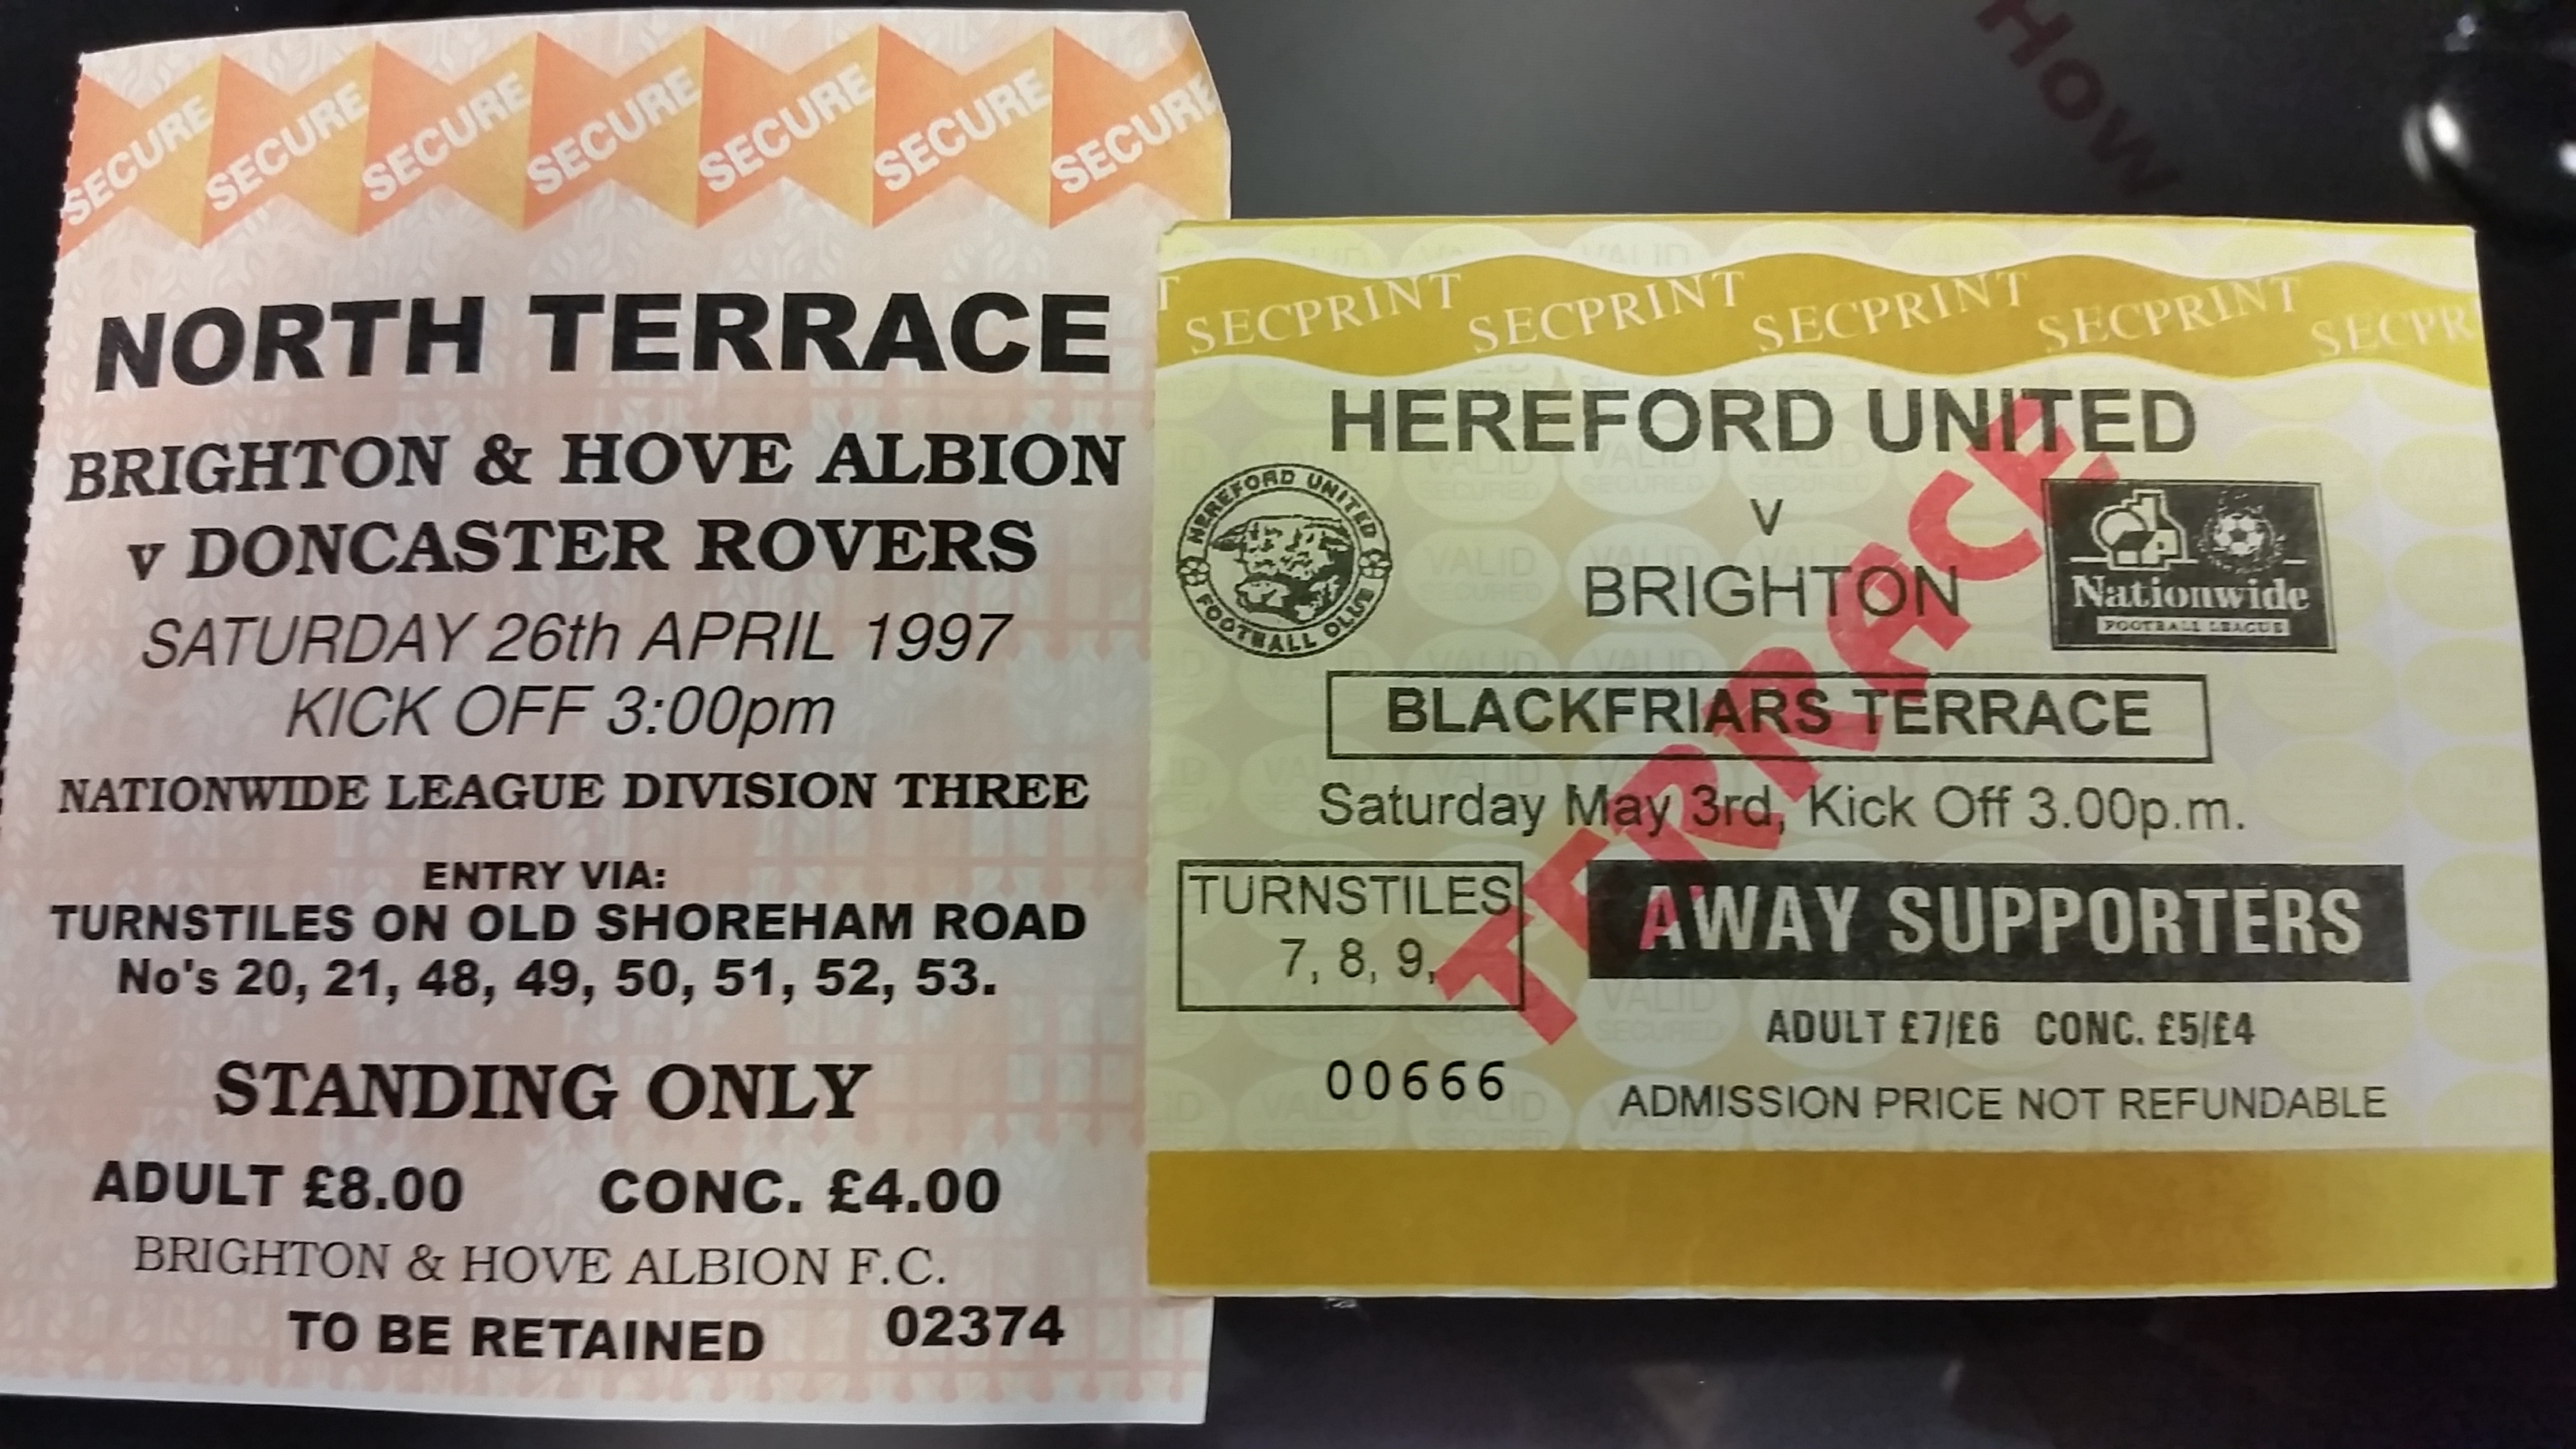 SECURE SECURE SECURE SECURE SECURE SECURE SECURE
NORTH TERRACE
BRIGHTON & HOVE ALBION
v DONCASTER ROVERS
SATURDAY 26th APRIL 1997
KICK OFF 3:00pm
NATIONWIDE LEAGUE DIVISION THREE
ENTRY VIA:
TURNSTILES ON OLD SHOREHAM ROAD
No's 20, 21, 48, 49, 50, 51, 52, 53.
STANDING ONLY
ADULT £8.00 CONC. £4.00
BRIGHTON & HOVE ALBION F.C.
TO BE RETAINED 02374
How
T SECPRINT SECPRINT SECPRINT SECPRINT SECPR
HEREFORD UNITED
v
BRIGHTON
HEREFORD UNITED
FOOTBALL CLUB
Nationwide
FOOTBALL LEAGUE
BLACKFRIARS TERRACE
Saturday May 3rd, Kick Off 3.00p.m.
TERRACE
TURNSTILES
7, 8, 9,
AWAY SUPPORTERS
ADULT £7/£6 CONC. £5/£4
00666
ADMISSION PRICE NOT REFUNDABLE
VALID
SECURED